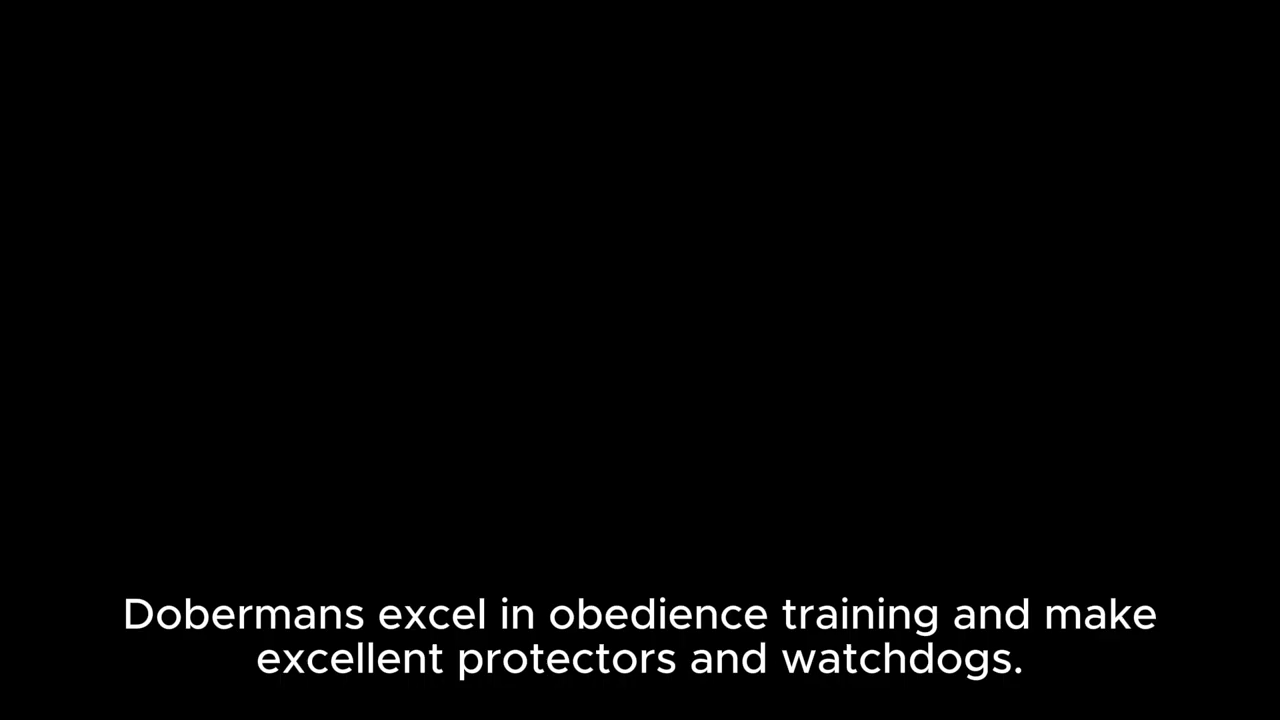 Dobermans excel in obedience training and make
excellent protectors and watchdogs.